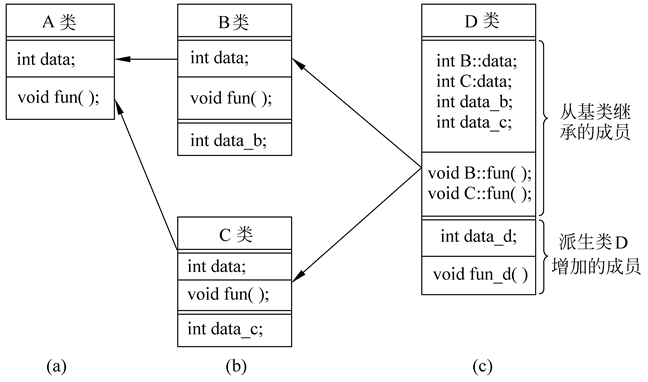 A 类
int data;
void fun( );
B 类
int data;
void fun( );
int data_b;
C 类
int data;
void fun( );
int data_c;
D 类
int B::data;
int C:data;
int data_b;
int data_c;
void B::fun( );
void C::fun( );
int data_d;
void fun_d( )
从基类继
承的成员
派生类D
增加的成员
(a)
(b)
(c)